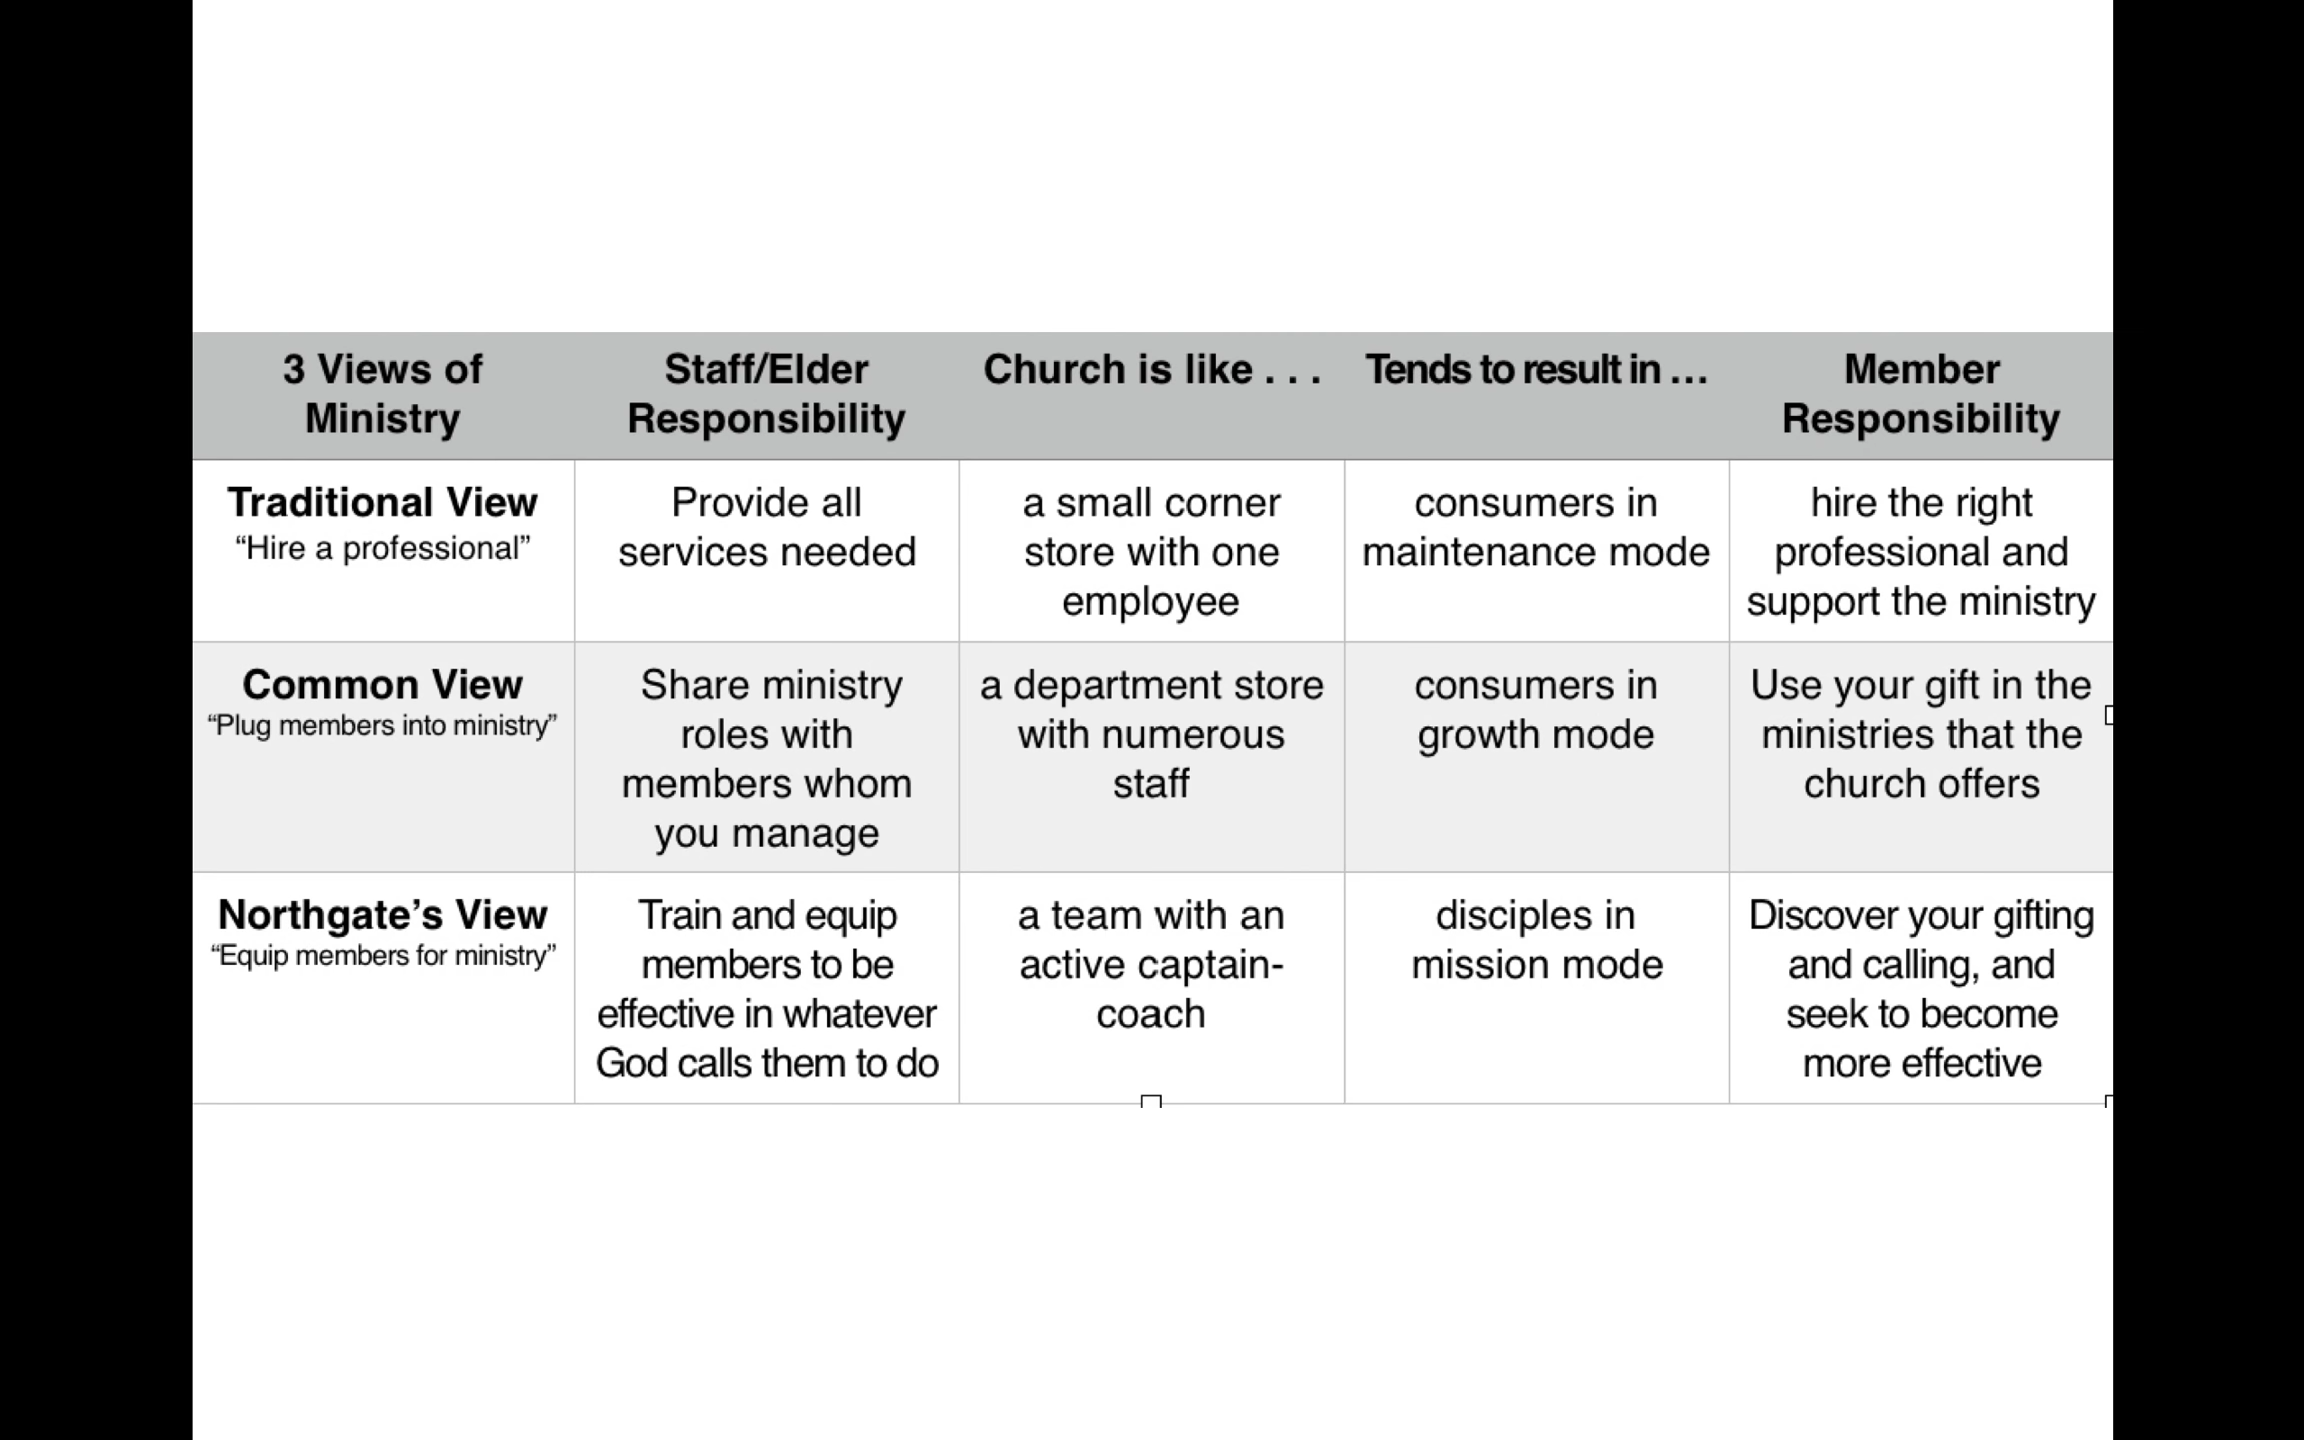 3 Views of
Ministry
Staff/Elder
Responsibility
Church is like . . .
Tends to result in ...
Member
Responsibility
Traditional View
“Hire a professional”
Provide all
services needed
a small corner
store with one
employee
consumers in
maintenance mode
hire the right
professional and
support the ministry
Common View
“Plug members into ministry”
Share ministry
roles with
members whom
you manage
a department store
with numerous
staff
consumers in
growth mode
Use your gift in the
ministries that the
church offers
Northgate’s View
“Equip members for ministry”
Train and equip
members to be
effective in whatever
God calls them to do
a team with an
active captain-
coach
disciples in
mission mode
Discover your gifting
and calling, and
seek to become
more effective